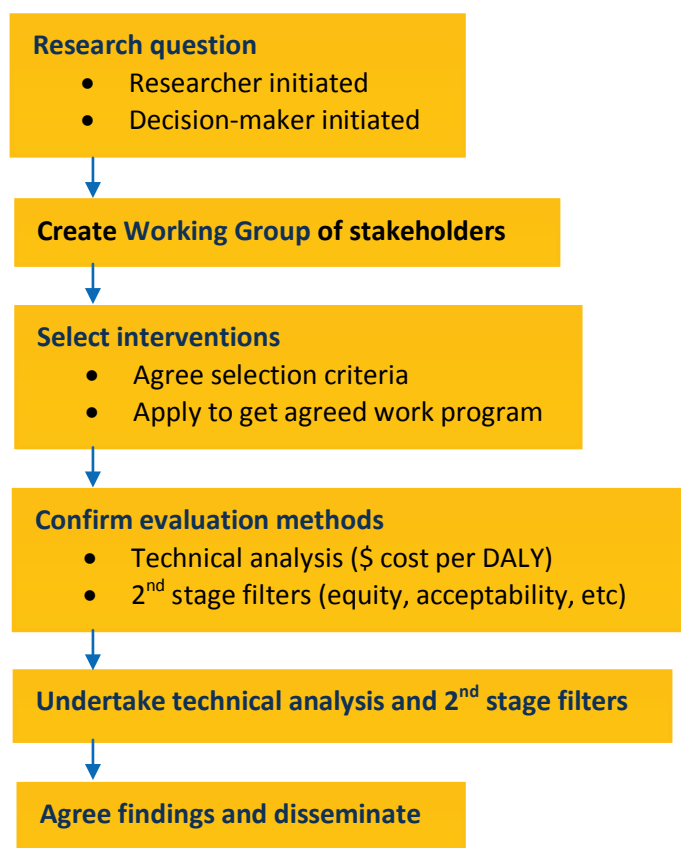 Research question
• Researcher initiated
• Decision-maker initiated
Create Working Group of stakeholders
Select interventions
• Agree selection criteria
• Apply to get agreed work program
Confirm evaluation methods
• Technical analysis ($ cost per DALY)
• 2nd stage filters (equity, acceptability, etc)
Undertake technical analysis and 2nd stage filters
Agree findings and disseminate